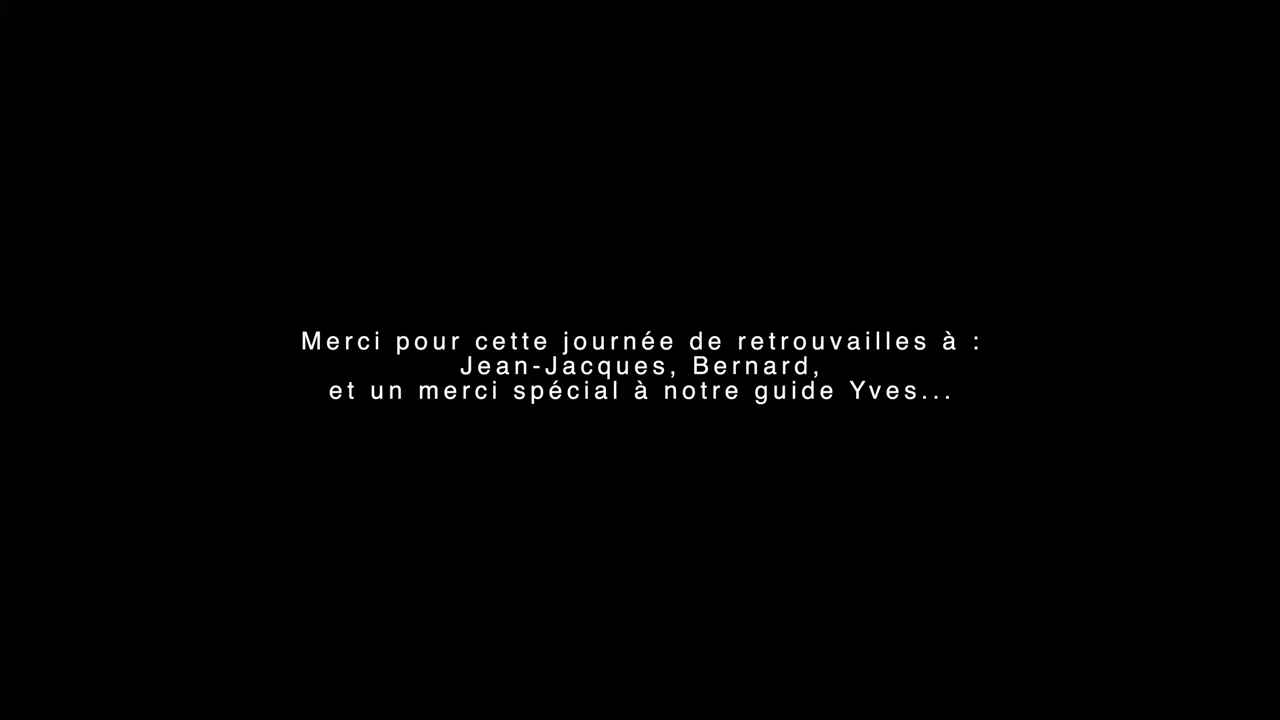 Merci pour cette journée de retrouvailles à :
Jean-Jacques, Bernard,
et un merci spécial à notre guide Yves...